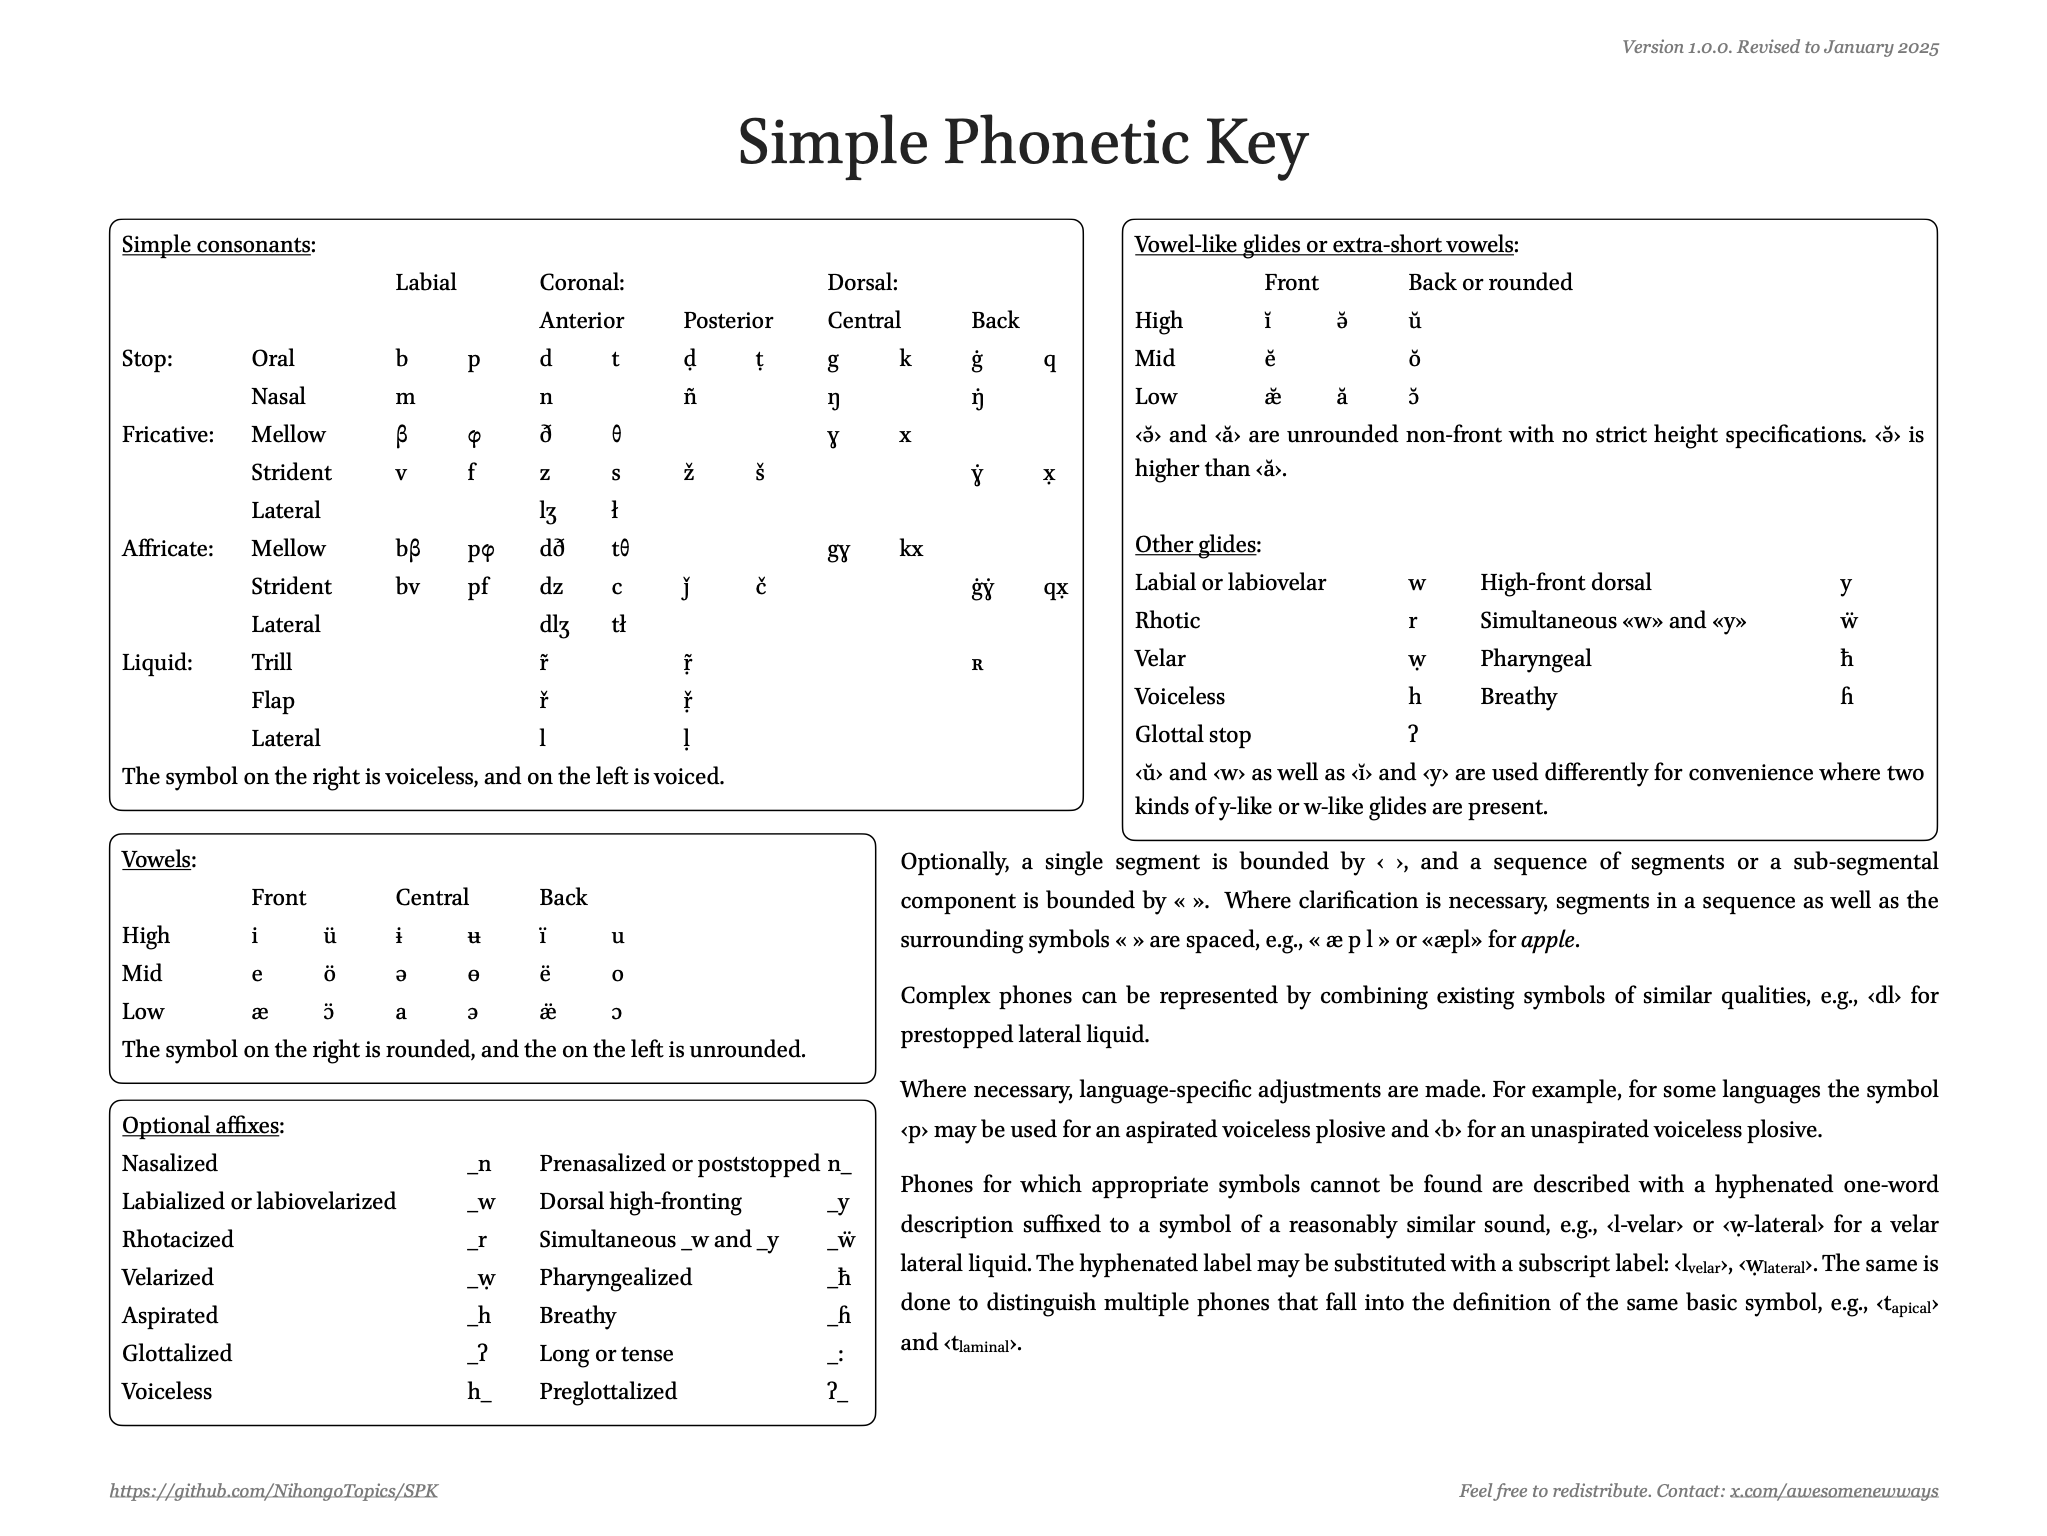 Version 1.0.0. Revised to January 2025
Simple Phonetic Key
Simple consonants:
Labial Coronal: Dorsal:
Anterior Posterior Central Back
Stop: Oral b p d t ḍ ṭ g k ġ q
Nasal m n ñ ŋ ŋ̇
Fricative: Mellow β φ ð θ ɣ x
Strident v f z s ž š ɣ̇ x̣
Lateral lʒ ł
Affricate: Mellow bβ pφ dð tθ gɣ kx
Strident bv pf dz c ǰ č ġɣ̇ qx̣
Lateral dlʒ tł
Liquid: Trill r̃ ṛ̃ ʀ
Flap ř ṛ̌
Lateral l ḷ
The symbol on the right is voiceless, and on the left is voiced.
Vowel-like glides or extra-short vowels:
Front Back or rounded
High ĭ ə̆ ŭ
Mid ĕ ŏ
Low æ̆ ă ɔ̆
‹ə̆› and ‹ă› are unrounded non-front with no strict height specifications. ‹ə̆› is
higher than ‹ă›.
Other glides:
Labial or labiovelar w High-front dorsal y
Rhotic r Simultaneous «w» and «y» ẅ
Velar ẉ Pharyngeal ħ
Voiceless h Breathy ɦ
Glottal stop ʔ
‹ŭ› and ‹w› as well as ‹ĭ› and ‹y› are used differently for convenience where two
kinds of y-like or w-like glides are present.
Vowels:
Front Central Back
High i ü ɨ ʉ ï u
Mid e ö ə ɵ ë o
Low æ ɔ̈ a ɘ æ̈ ɔ
The symbol on the right is rounded, and the on the left is unrounded.
Optional affixes:
Nasalized _n Prenasalized or poststopped n_
Labialized or labiovelarized _w Dorsal high-fronting _y
Rhotacized _r Simultaneous _w and _y _ẅ
Velarized _ẉ Pharyngealized _ħ
Aspirated _h Breathy _ɦ
Glottalized _ʔ Long or tense _:
Voiceless h_ Preglottalized ʔ_
Optionally, a single segment is bounded by ‹ ›, and a sequence of segments or a sub-segmental
component is bounded by « ». Where clarification is necessary, segments in a sequence as well as the
surrounding symbols « » are spaced, e.g., « æ p l » or «æpl» for apple.
Complex phones can be represented by combining existing symbols of similar qualities, e.g., ‹dl› for
prestopped lateral liquid.
Where necessary, language-specific adjustments are made. For example, for some languages the symbol
‹p› may be used for an aspirated voiceless plosive and ‹b› for an unaspirated voiceless plosive.
Phones for which appropriate symbols cannot be found are described with a hyphenated one-word
description suffixed to a symbol of a reasonably similar sound, e.g., ‹l-velar› or ‹ẉ-lateral› for a velar
lateral liquid. The hyphenated label may be substituted with a subscript label: ‹lvelar›, ‹ẉlateral›. The same is
done to distinguish multiple phones that fall into the definition of the same basic symbol, e.g., ‹tapical›
and ‹tlaminal›.
https://github.com/NihongoTopics/SPK
Feel free to redistribute. Contact: x.com/awesomenewways